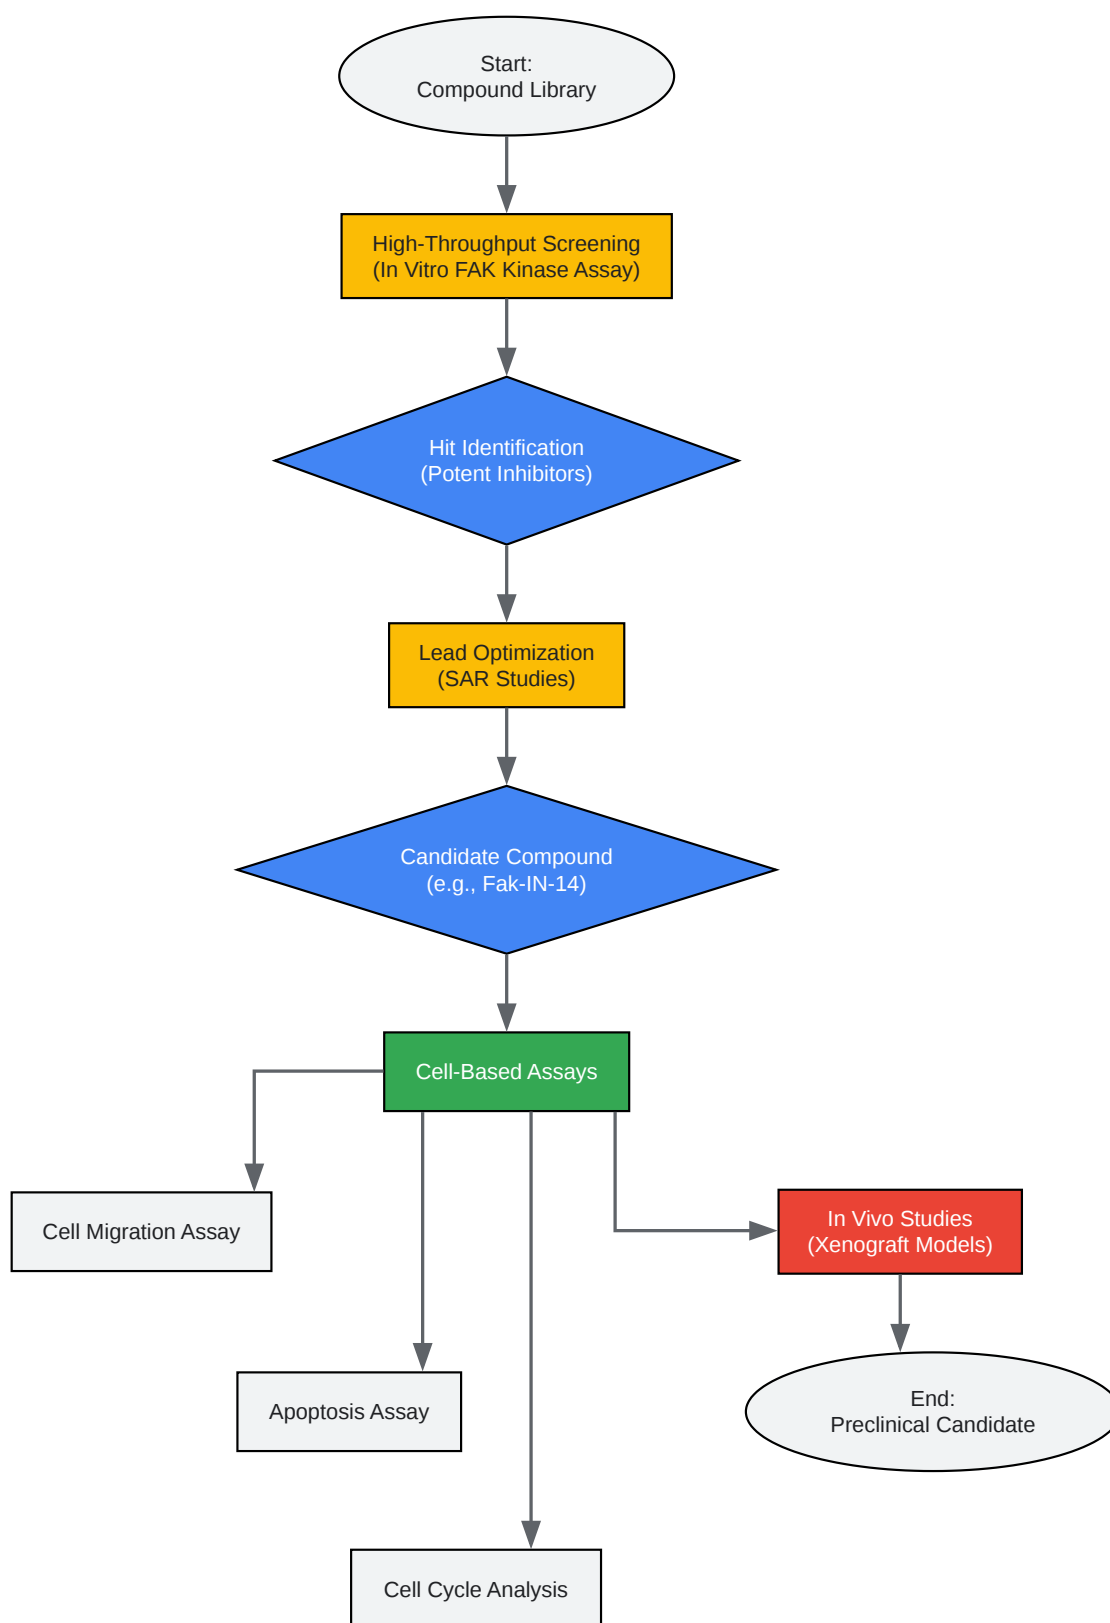 Start:
Compound Library
High-Throughput Screening
(In Vitro FAK Kinase Assay)
Hit Identification
(Potent Inhibitors)
Lead Optimization
(SAR Studies)
Candidate Compound
(e.g., Fak-IN-14)
Cell-Based Assays
Cell Migration Assay
In Vivo Studies
(Xenograft Models)
Apoptosis Assay
End:
Preclinical Candidate
Cell Cycle Analysis